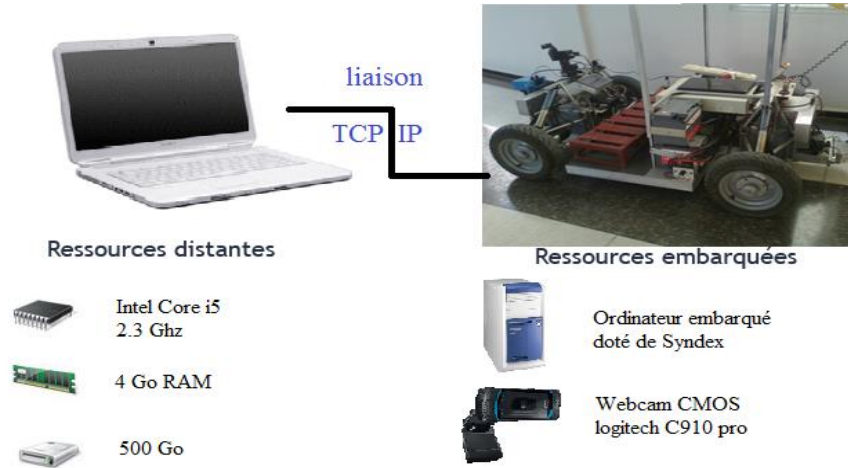 liaison
TCP IP
Ressources distantes
Intel Core i5
2.3 Ghz
4 Go RAM
500 Go
Ressources embarquées
Ordinateur embarqué
doté de Syndex
Webcam CMOS
logitech C910 pro